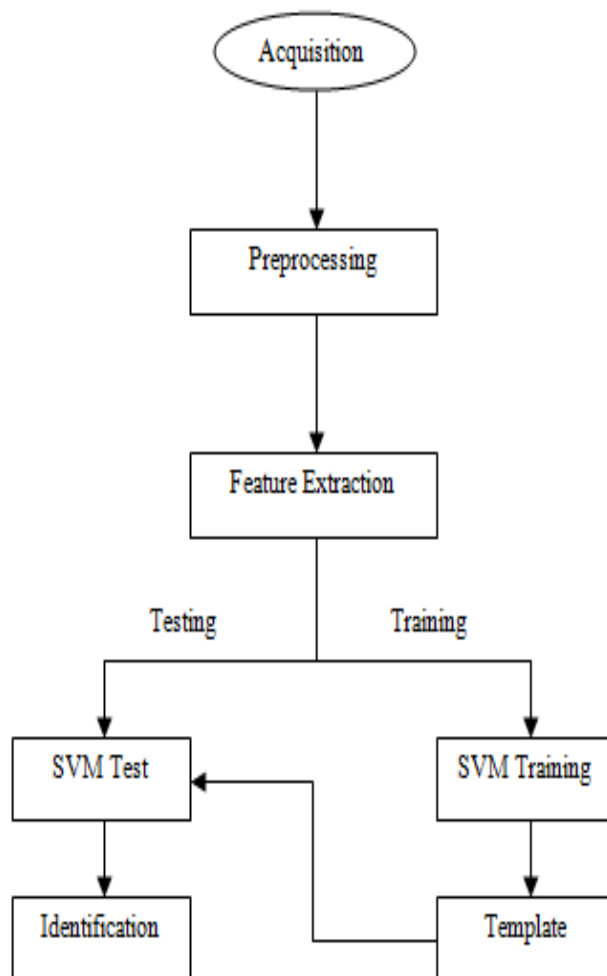 Acquisition
Preprocessing
Feature Extraction
Testing
Training
SVM Test
SVM Training
Identification
Template